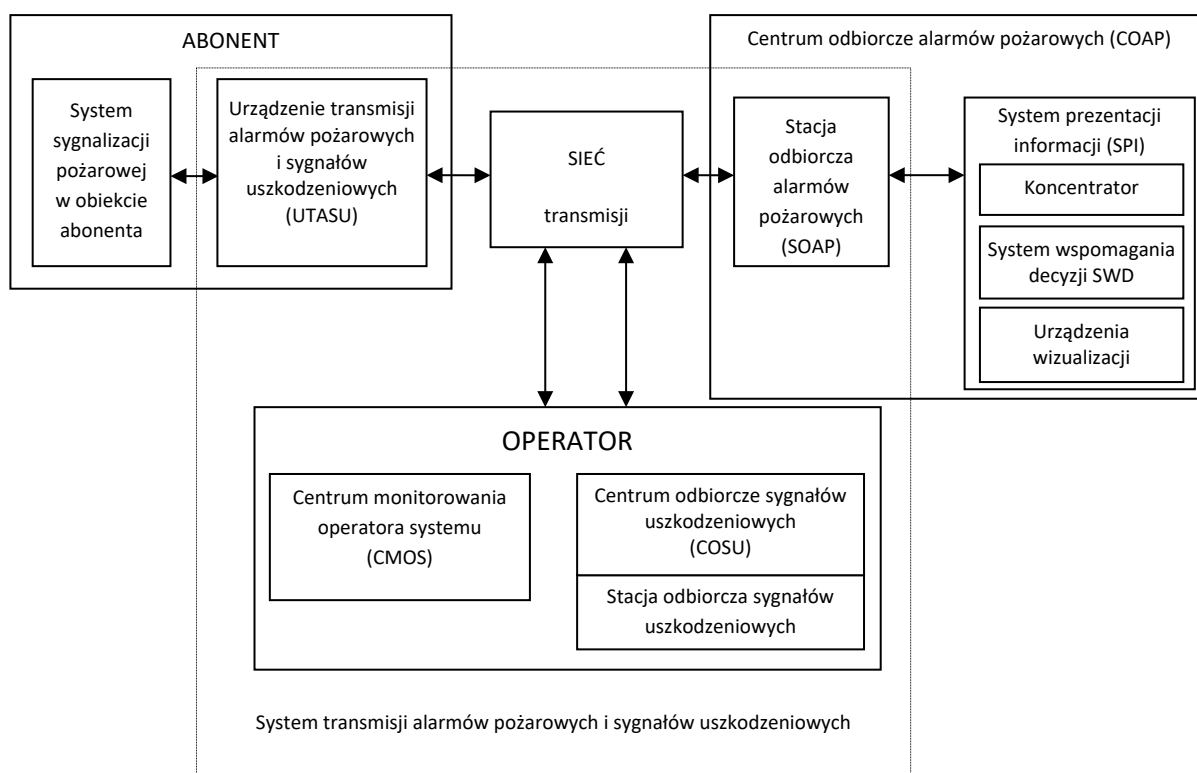 ABONENT
System
sygnalizacji
pożarowej
w obiekcie
abonenta
Urządzenie transmisji
alarmów pożarowych
i sygnałów
uszkodzeniowych
(UTASU)
SIEĆ
transmisji
Centrum odbiorcze alarmów pożarowych (COAP)
Stacja
odbiorcza
alarmów
pożarowych
(SOAP)
System prezentacji
informacji (SPI)
Koncentrator
System wspomagania
decyzji SWD
Urządzenia
wizualizacji
OPERATOR
Centrum monitorowania
operatora systemu
(CMOS)
Centrum odbiorcze sygnałów
uszkodzeniowych
(COSU)
Stacja odbiorcza sygnałów
uszkodzeniowych
System transmisji alarmów pożarowych i sygnałów uszkodzeniowych